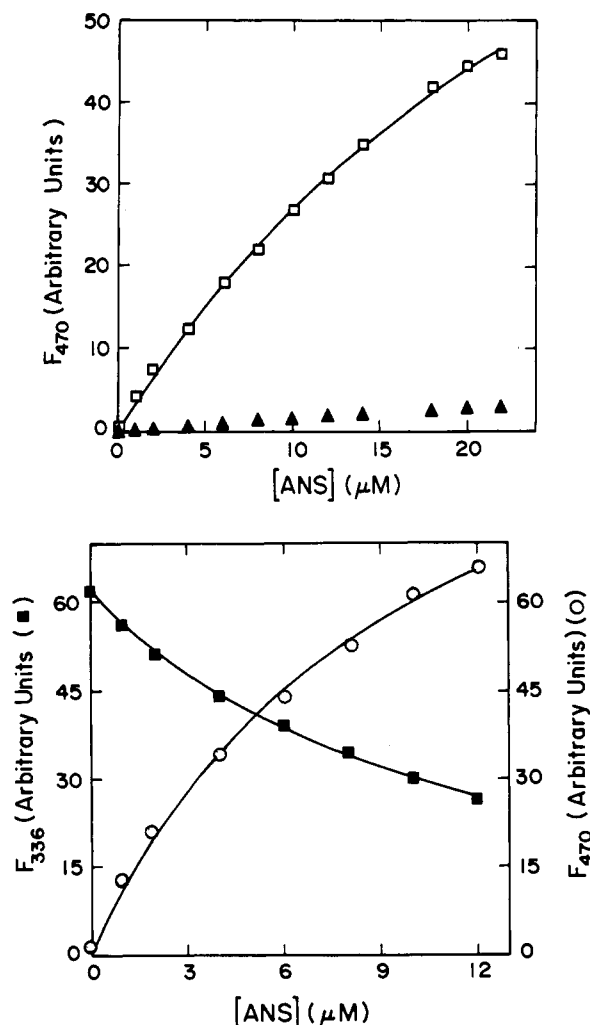 50
40
30
20
10
0
F470 (Arbitrary Units)
0 5 10 15 20
[ANS] (μM)
60
45
30
15
0
F336 (Arbitrary Units) (■)
60
45
30
15
0
F470 (Arbitrary Units) (○)
0 3 6 9 12
[ANS] (μM)